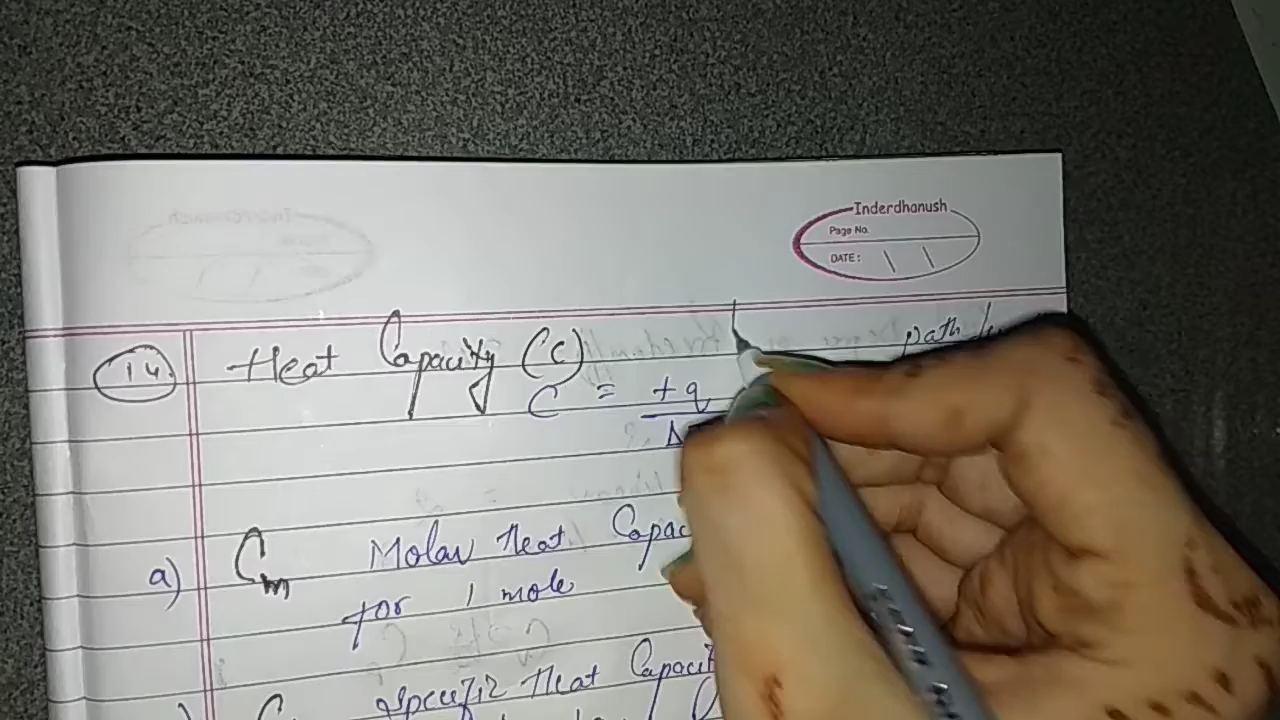 Inderdhanush
Page No.
DATE:
path
14. Heat Capacity (C)
C = +q
a) Cm Molar Heat Capac
for 1 mole
specific Heat Capacit